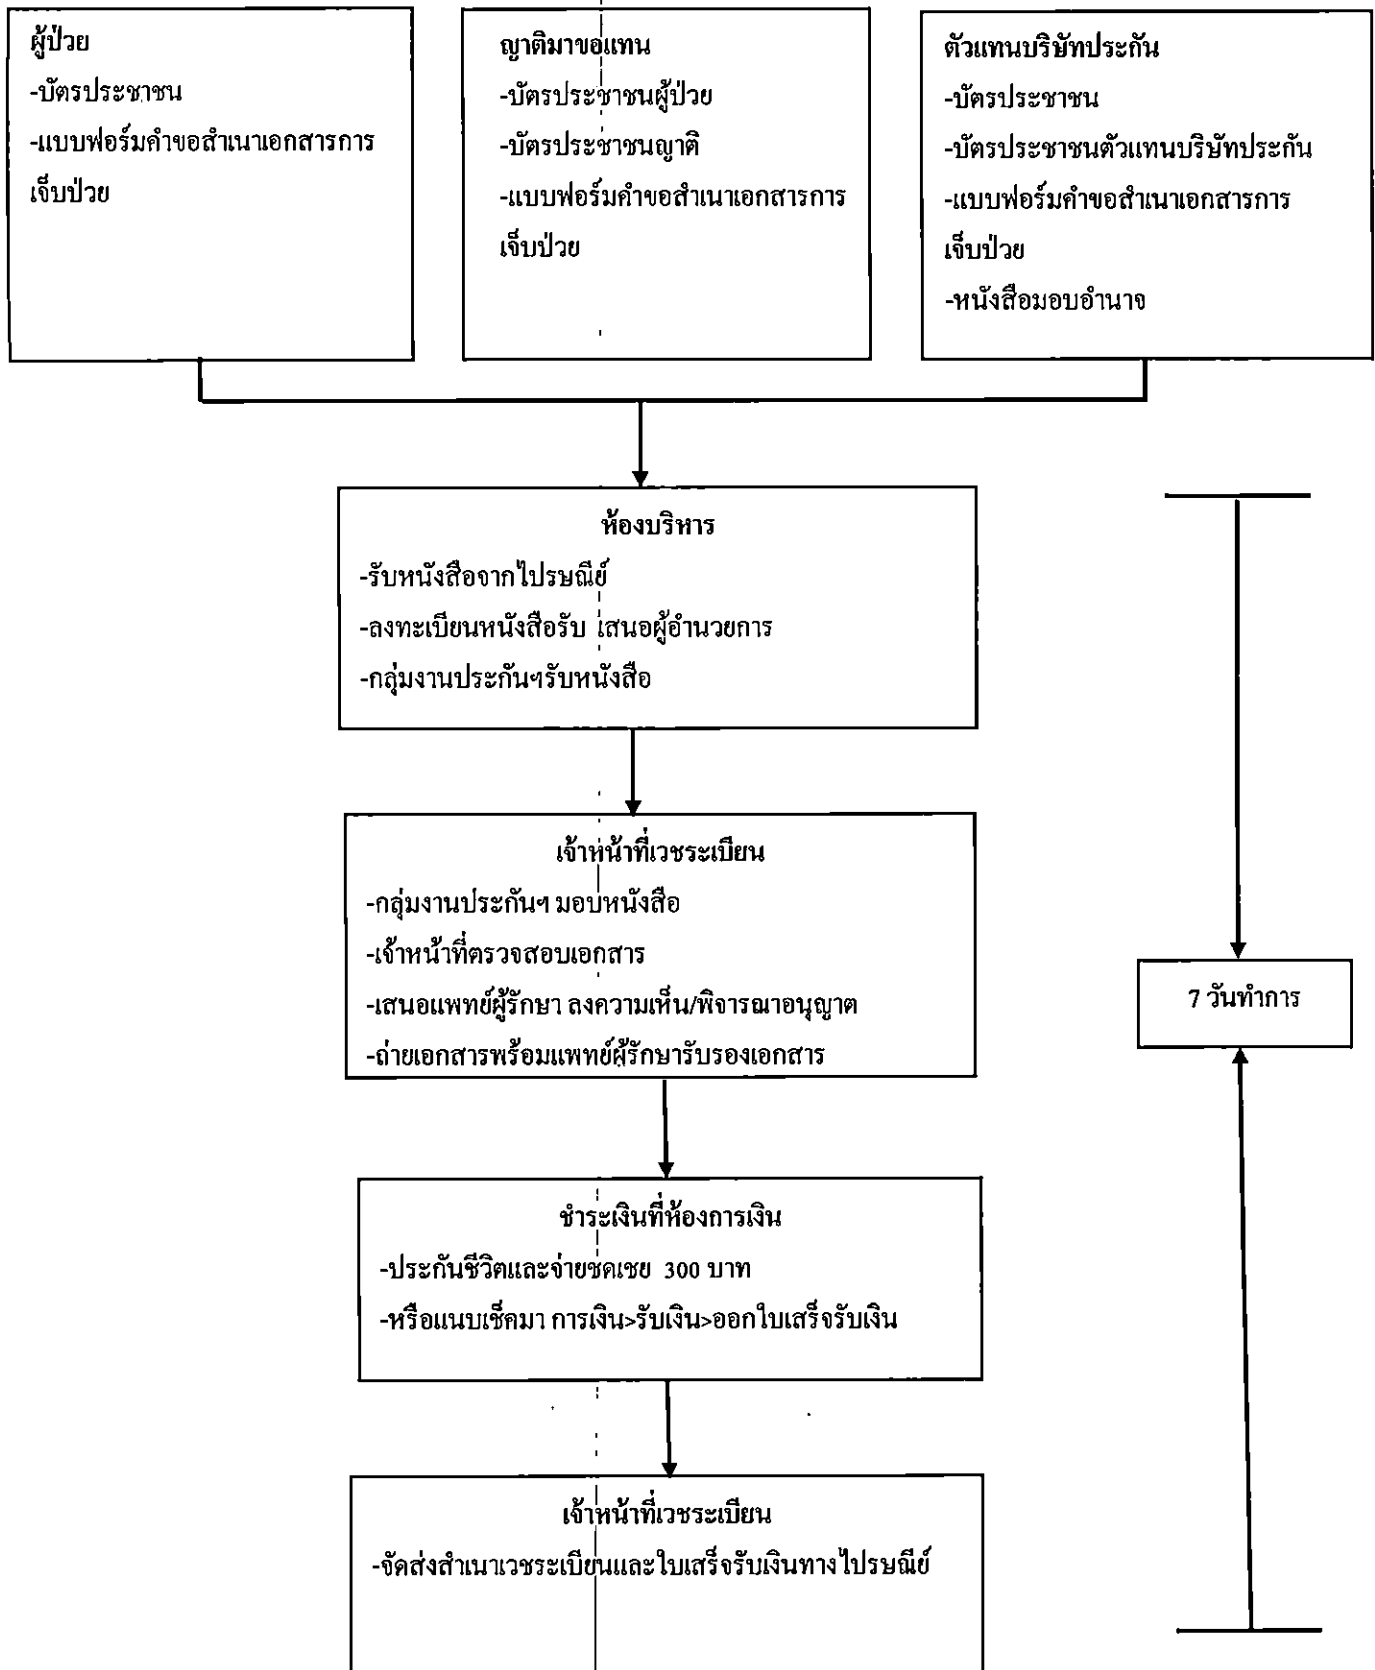 ผู้ป่วย
-บัตรประชาชน
-แบบฟอร์มคำขอสำเนาเอกสารการ
เจ็บป่วย
ญาติมาขอแทน
-บัตรประชาชนผู้ป่วย
-บัตรประชาชนญาติ
-แบบฟอร์มคำขอสำเนาเอกสารการ
เจ็บป่วย
ตัวแทนบริษัทประกัน
-บัตรประชาชน
-บัตรประชาชนตัวแทนบริษัทประกัน
-แบบฟอร์มคำขอสำเนาเอกสารการ
เจ็บป่วย
-หนังสือมอบอำนาจ
ห้องบริหาร
-รับหนังสือจากไปรษณีย์
-ลงทะเบียนหนังสือรับ เสนอผู้อำนวยการ
-กลุ่มงานประกันฯรับหนังสือ
เจ้าหน้าที่เวชระเบียน
-กลุ่มงานประกันฯ มอบหนังสือ
-เจ้าหน้าที่ตรวจสอบเอกสาร
-เสนอแพทย์ผู้รักษา ลงความเห็น/พิจารณาอนุญาต
-ถ่ายเอกสารพร้อมแพทย์ผู้รักษารับรองเอกสาร
7 วันทำการ
ชำระเงินที่ห้องการเงิน
-ประกันชีวิตและจ่ายชดเชย 300 บาท
-หรือแนบเช็คมา การเงิน>รับเงิน>ออกใบเสร็จรับเงิน
เจ้าหน้าที่เวชระเบียน
-จัดส่งสำเนาเวชระเบียนและใบเสร็จรับเงินทางไปรษณีย์